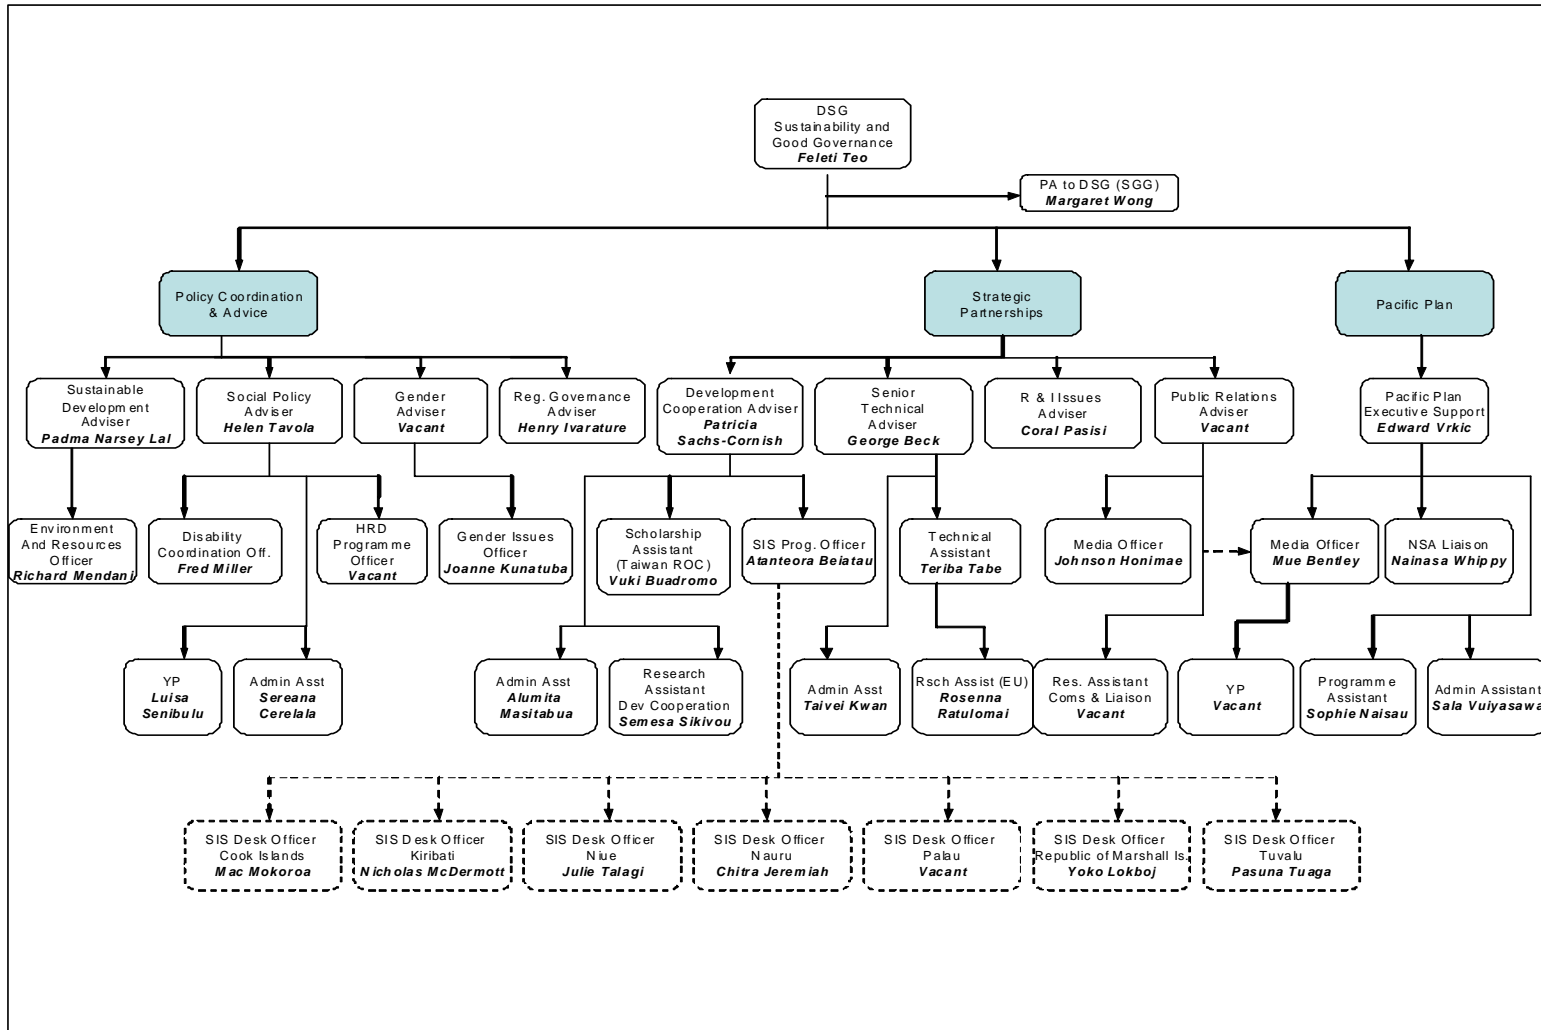 DSG
Sustainability and
Good Governance
Feleti Teo
PA to DSG (SGG)
Margaret Wong
Policy Coordination
& Advice
Strategic
Partnerships
Pacific Plan
Sustainable
Development
Adviser
Padma Narsey Lal
Social Policy
Adviser
Helen Tavola
Gender
Adviser
Vacant
Reg. Governance
Adviser
Henry Ivarature
Development
Cooperation Adviser
Patricia
Sachs-Cornish
Senior
Technical
Adviser
George Beck
R & I Issues
Adviser
Coral Pasisi
Public Relations
Adviser
Vacant
Pacific Plan
Executive Support
Edward Vrkic
Environment
And Resources
Officer
Richard Mendani
Disability
Coordination Off.
Fred Miller
HRD
Programme
Officer
Vacant
Gender Issues
Officer
Joanne Kunatuba
Scholarship
Assistant
(Taiwan ROC)
Vuki Buadromo
SIS Prog. Officer
Atanteora Beiatau
Technical
Assistant
Teriba Tabe
Media Officer
Johnson Honimae
Media Officer
Mue Bentley
NSA Liaison
Nainasa Whippy
YP
Luisa
Senibulu
Admin Asst
Sereana
Cerelala
Admin Asst
Alumita
Masitabua
Research
Assistant
Dev Cooperation
Semesa Sikivou
Admin Asst
Taivei Kwan
Rsch Assist (EU)
Rosenna
Ratulomai
Res. Assistant
Coms & Liaison
Vacant
YP
Vacant
Programme
Assistant
Sophie Naisau
Admin Assistant
Sala Vuiyasawa
SIS Desk Officer
Cook Islands
Mac Mokoroa
SIS Desk Officer
Kiribati
Nicholas McDermott
SIS Desk Officer
Niue
Julie Talagi
SIS Desk Officer
Nauru
Chitra Jeremiah
SIS Desk Officer
Palau
Vacant
SIS Desk Officer
Republic of Marshall Is.
Yoko Lokboj
SIS Desk Officer
Tuvalu
Pasuna Tuaga